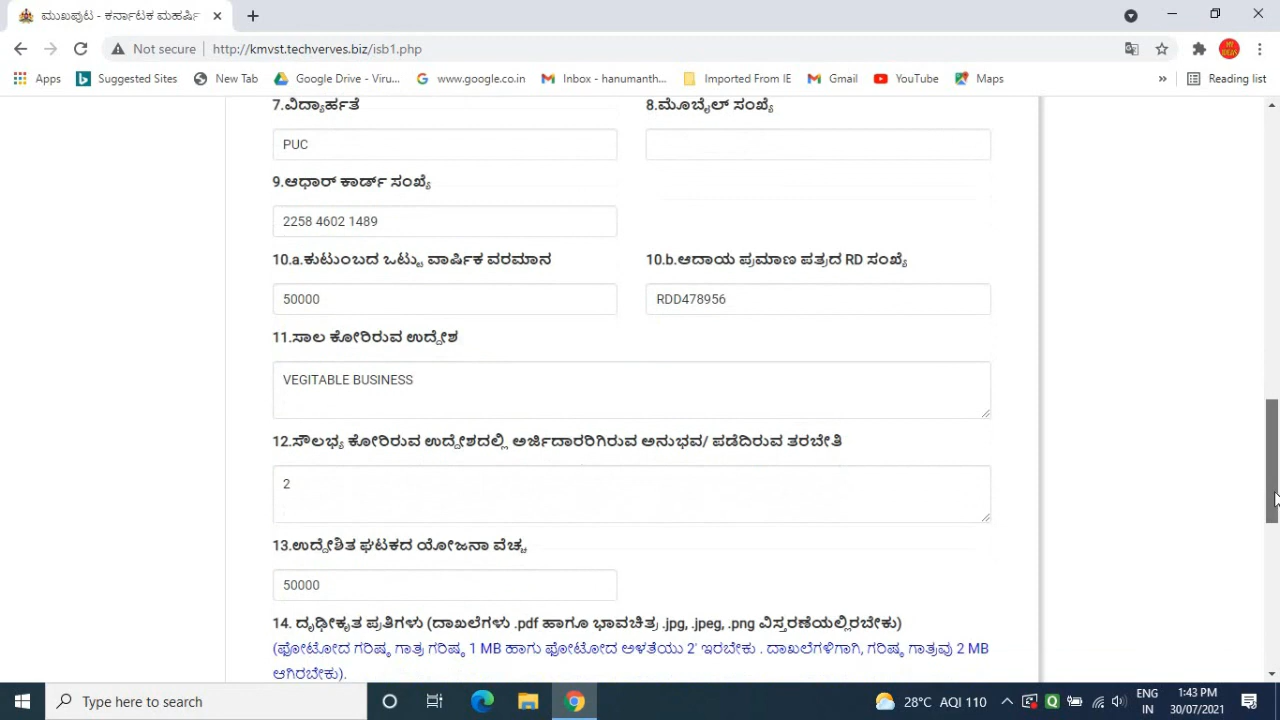 ಮುಖಪುಟ - ಕರ್ನಾಟಕ ಮಹರ್ಷಿ
Not secure http://kmvst.techverves.biz/isb1.php
Apps Suggested Sites New Tab Google Drive - Viru... www.google.co.in Inbox - hanumanth... Imported From IE Gmail YouTube Maps » Reading list
7.ವಿದ್ಯಾರ್ಹತೆ 8.ಮೊಬೈಲ್ ಸಂಖ್ಯೆ
PUC
9.ಆಧಾರ್ ಕಾರ್ಡ್ ಸಂಖ್ಯೆ
2258 4602 1489
10.a.ಕುಟುಂಬದ ಒಟ್ಟು ವಾರ್ಷಿಕ ವರಮಾನ 10.b.ಆದಾಯ ಪ್ರಮಾಣ ಪತ್ರದ RD ಸಂಖ್ಯೆ
50000 RDD478956
11.ಸಾಲ ಕೋರಿರುವ ಉದ್ದೇಶ
VEGITABLE BUSINESS
12.ಸೌಲಭ್ಯ ಕೋರಿರುವ ಉದ್ದೇಶದಲ್ಲಿ ಅರ್ಜಿದಾರರಿಗಿರುವ ಅನುಭವ/ ಪಡೆದಿರುವ ತರಬೇತಿ
2
13.ಉದ್ದೇಶಿತ ಘಟಕದ ಯೋಜನಾ ವೆಚ್ಚ
50000
14. ದೃಢೀಕೃತ ಪ್ರತಿಗಳು (ದಾಖಲೆಗಳು .pdf ಹಾಗೂ ಭಾವಚಿತ್ರ .jpg, .jpeg, .png ವಿಸ್ತರಣೆಯಲ್ಲಿರಬೇಕು)
(ಫೋಟೋದ ಗರಿಷ್ಠ ಗಾತ್ರ ಗರಿಷ್ಠ 1 MB ಹಾಗು ಫೋಟೋದ ಅಳತೆಯು 2' ಇರಬೇಕು . ದಾಖಲೆಗಳಿಗಾಗಿ, ಗರಿಷ್ಠ ಗಾತ್ರವು 2 MB
ಆಗಿರಬೇಕು).
Type here to search 28°C AQI 110 ENG 1:43 PM
IN 30/07/2021